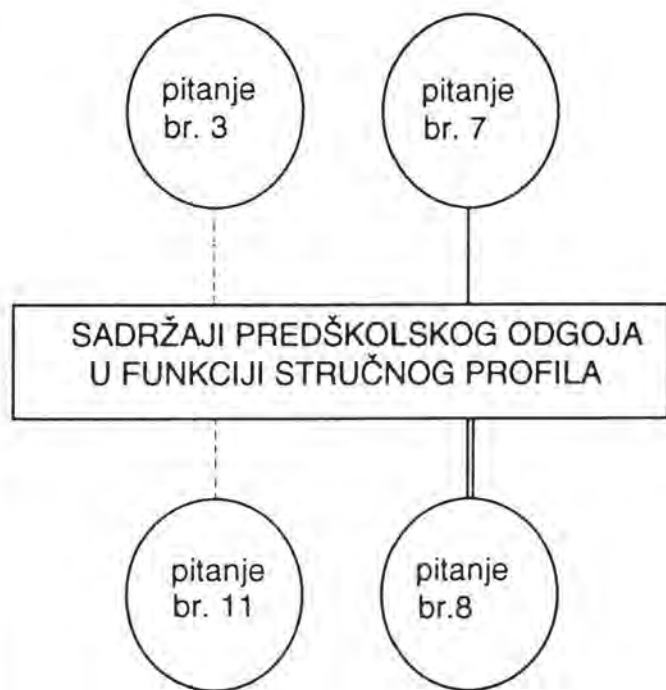 pitanje
br. 3
pitanje
br. 7
SADRŽAJI PREDŠKOLSKOG ODGOJA
U FUNKCIJI STRUČNOG PROFILA
pitanje
br. 11
pitanje
br.8